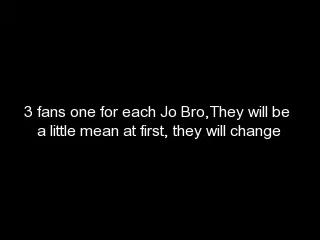 3 fans one for each Jo Bro,They will be
a little mean at first, they will change